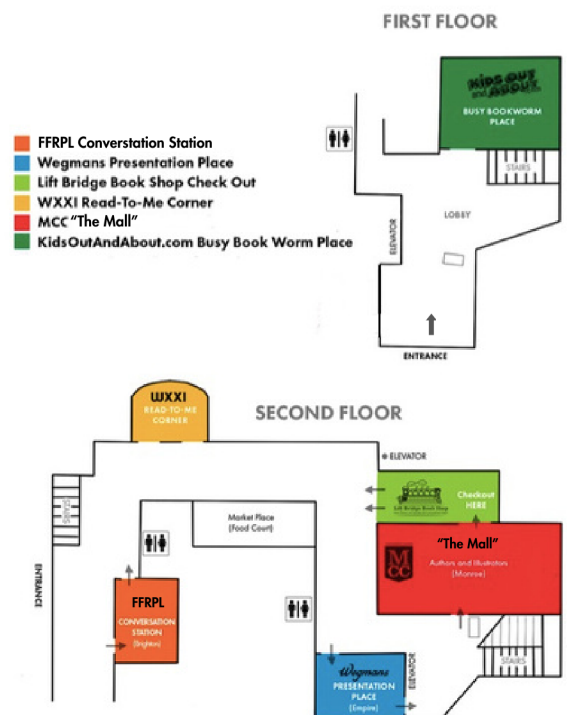 FIRST FLOOR
KIDS OUT
and ABOUT
BUSY BOOKWORM
PLACE
STAIRS
LOBBY
ELEVATOR
ENTRANCE
FFRPL Converstation Station
Wegmans Presentation Place
Lift Bridge Book Shop Check Out
WXXI Read-To-Me Corner
MCC "The Mall"
KidsOutAndAbout.com Busy Book Worm Place
SECOND FLOOR
WXXI
READ-TO-ME
CORNER
ELEVATOR
STAIRS
Market Place
(Food Court)
Lift Bridge Book Shop
Checkout
HERE
"The Mall"
MCC
Authors and Illustrators
(Monroe)
ENTRANCE
FFRPL
CONVERSATION
STATION
(Brighton)
Wegmans
PRESENTATION
PLACE
(Empire)
ELEVATOR
STAIRS